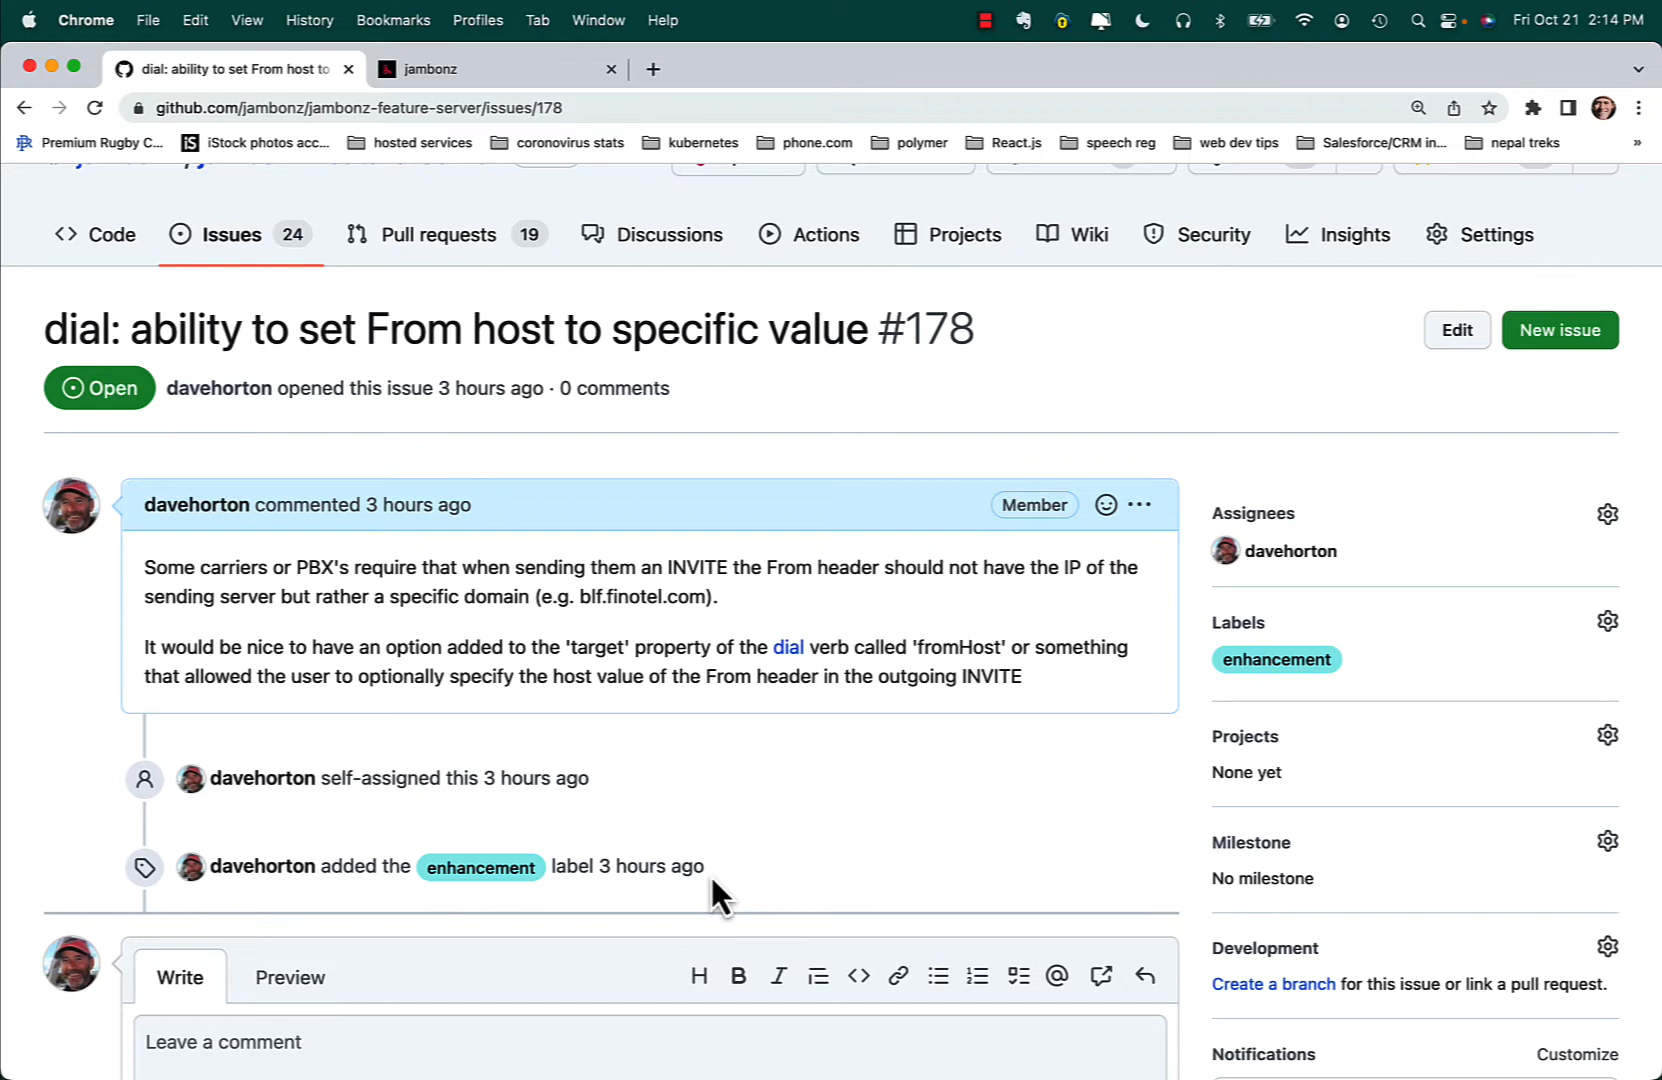 Chrome File Edit View History Bookmarks Profiles Tab Window Help Fri Oct 21 2:14 PM
dial: ability to set From host to jambonz
github.com/jambonz/jambonz-feature-server/issues/178
Premium Rugby C... iStock photos acc... hosted services coronovirus stats kubernetes phone.com polymer React.js speech reg web dev tips Salesforce/CRM in... nepal treks »
Code Issues 24 Pull requests 19 Discussions Actions Projects Wiki Security Insights Settings
dial: ability to set From host to specific value #178
Edit New issue
Open davehorton opened this issue 3 hours ago · 0 comments
davehorton commented 3 hours ago Member
Some carriers or PBX's require that when sending them an INVITE the From header should not have the IP of the
sending server but rather a specific domain (e.g. blf.finotel.com).
It would be nice to have an option added to the 'target' property of the dial verb called 'fromHost' or something
that allowed the user to optionally specify the host value of the From header in the outgoing INVITE
davehorton self-assigned this 3 hours ago
davehorton added the enhancement label 3 hours ago
Write Preview
Leave a comment
Assignees
davehorton
Labels
enhancement
Projects
None yet
Milestone
No milestone
Development
Create a branch for this issue or link a pull request.
Notifications Customize